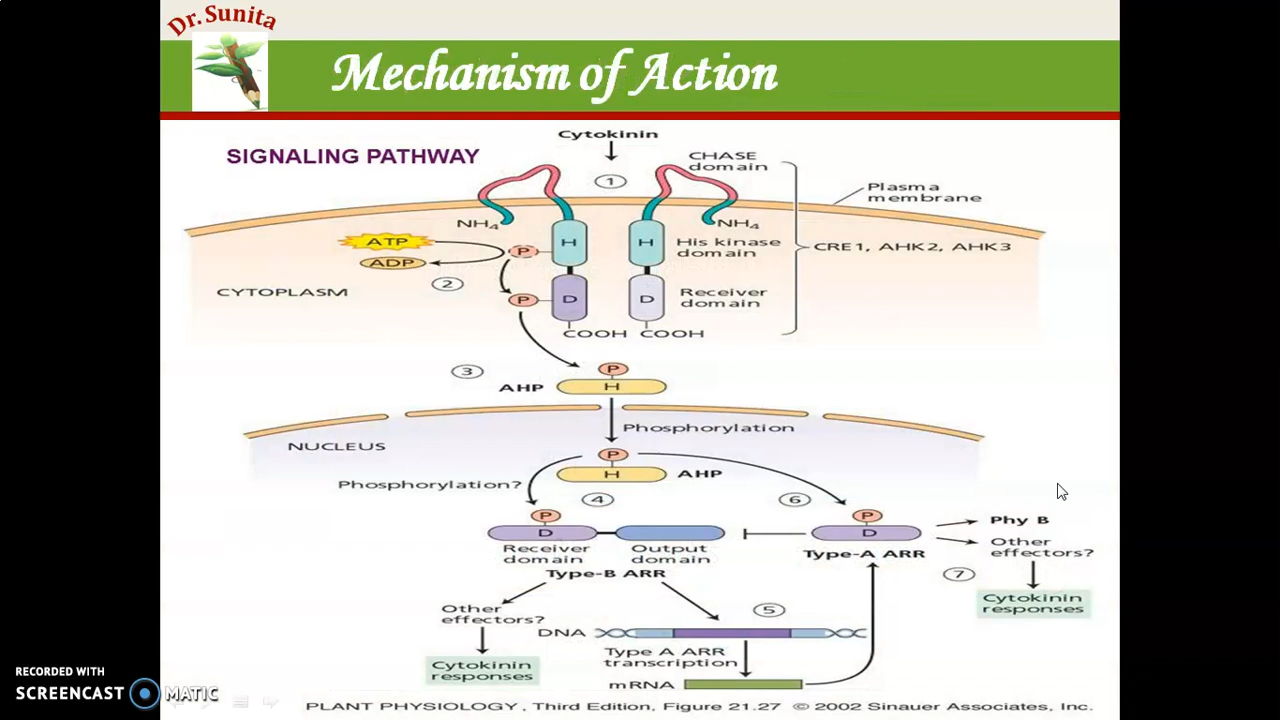 Dr. Sunita
Mechanism of Action
SIGNALING PATHWAY
Cytokinin
CHASE
domain
1
Plasma
membrane
NH4
NH4
ATP
P
H
H
His kinase
domain
CRE1, AHK2, AHK3
ADP
2
CYTOPLASM
P
D
D
Receiver
domain
COOH
COOH
3
P
AHP
H
Phosphorylation
NUCLEUS
P
H
AHP
Phosphorylation?
4
6
P
D
Receiver
domain
Output
domain
Type-B ARR
P
D
Type-A ARR
Phy B
Other
effectors?
7
Cytokinin
responses
Other
effectors?
5
DNA
Cytokinin
responses
Type A ARR
transcription
mRNA
PLANT PHYSIOLOGY, Third Edition, Figure 21.27 © 2002 Sinauer Associates, Inc.
RECORDED WITH
SCREENCAST MATIC